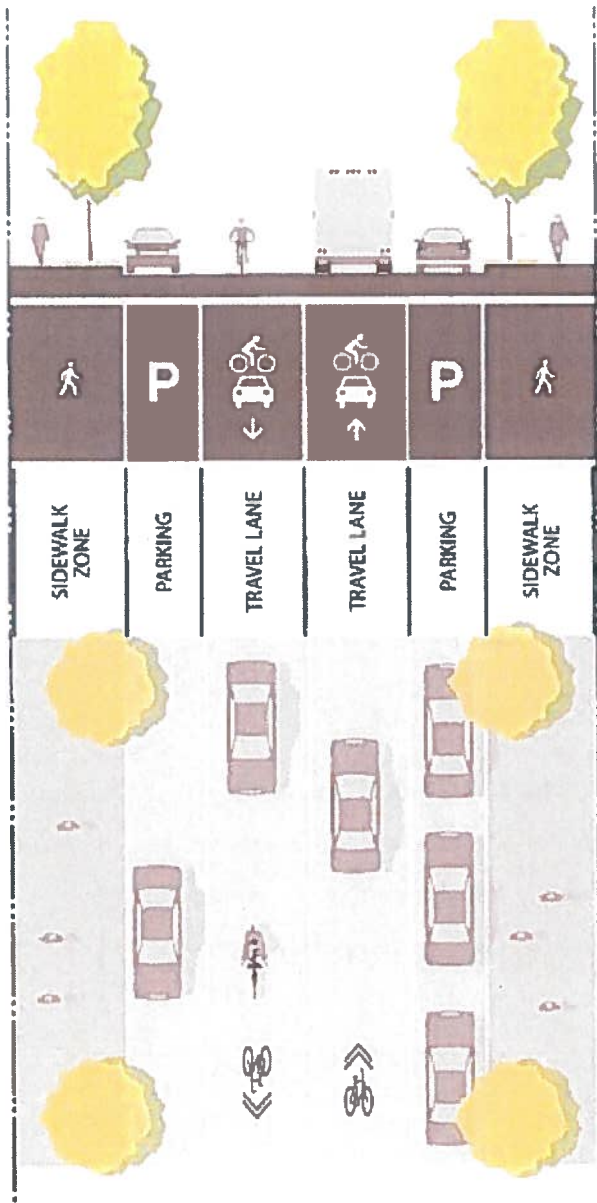 P
P
SIDEWALK
ZONE
PARKING
TRAVEL LANE
TRAVEL LANE
PARKING
SIDEWALK
ZONE